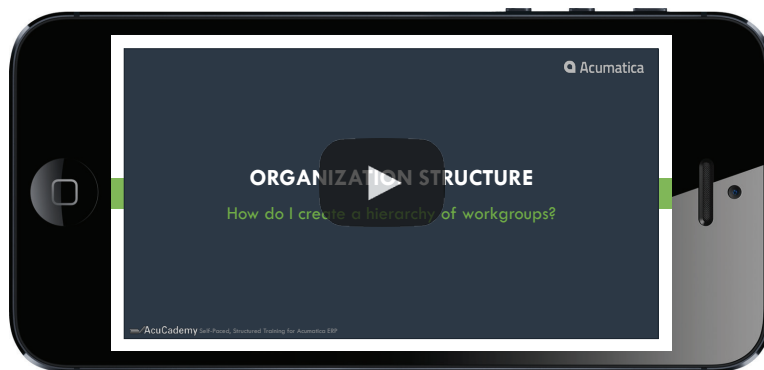 Acumatica
ORGANIZATION STRUCTURE
How do I create a hierarchy of workgroups?
AcuCademy Self-Paced, Structured Training for Acumatica ERP